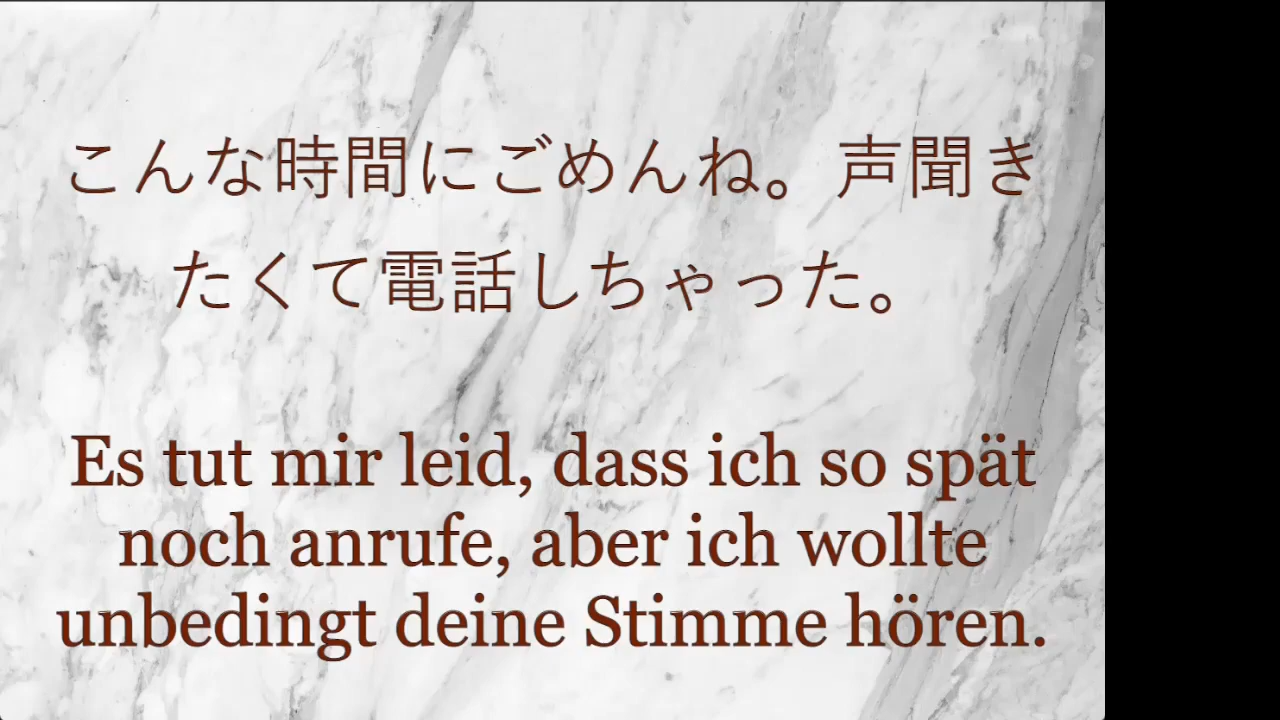 こんな時間にごめんね。声聞き
たくて電話しちゃった。
Es tut mir leid, dass ich so spät
noch anrufe, aber ich wollte
unbedingt deine Stimme hören.